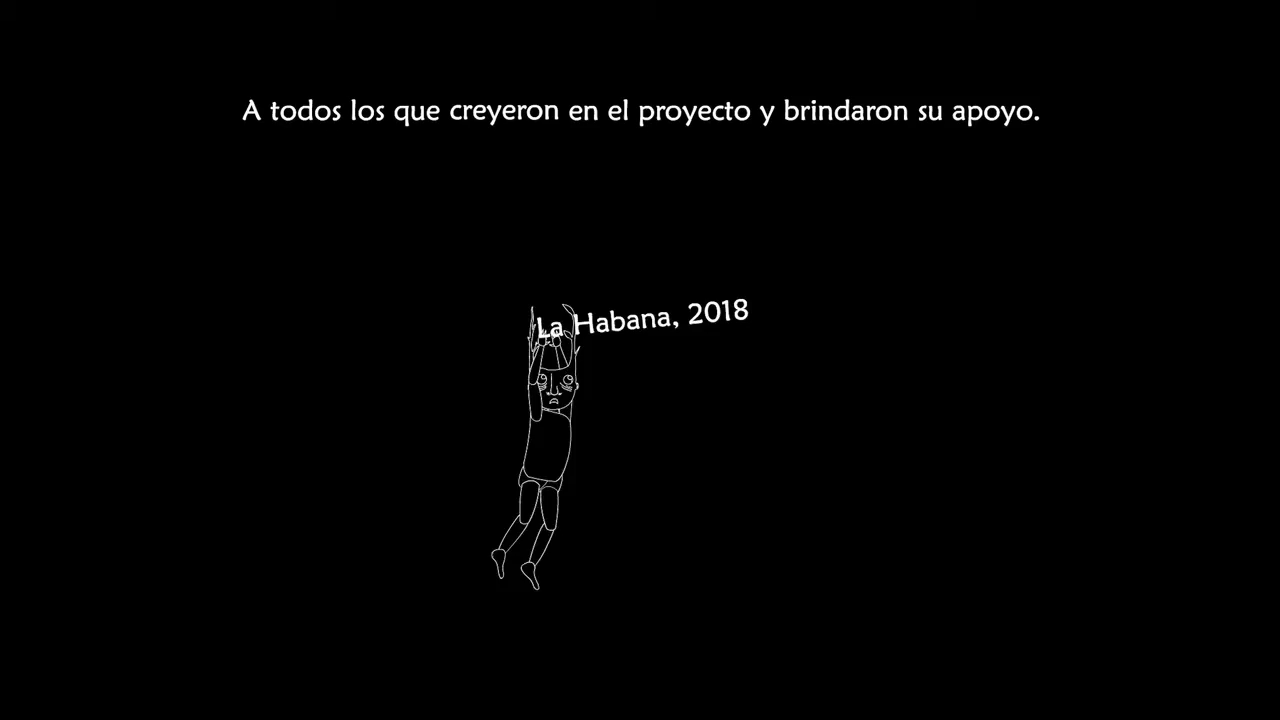 A todos los que creyeron en el proyecto y brindaron su apoyo.
La Habana, 2018